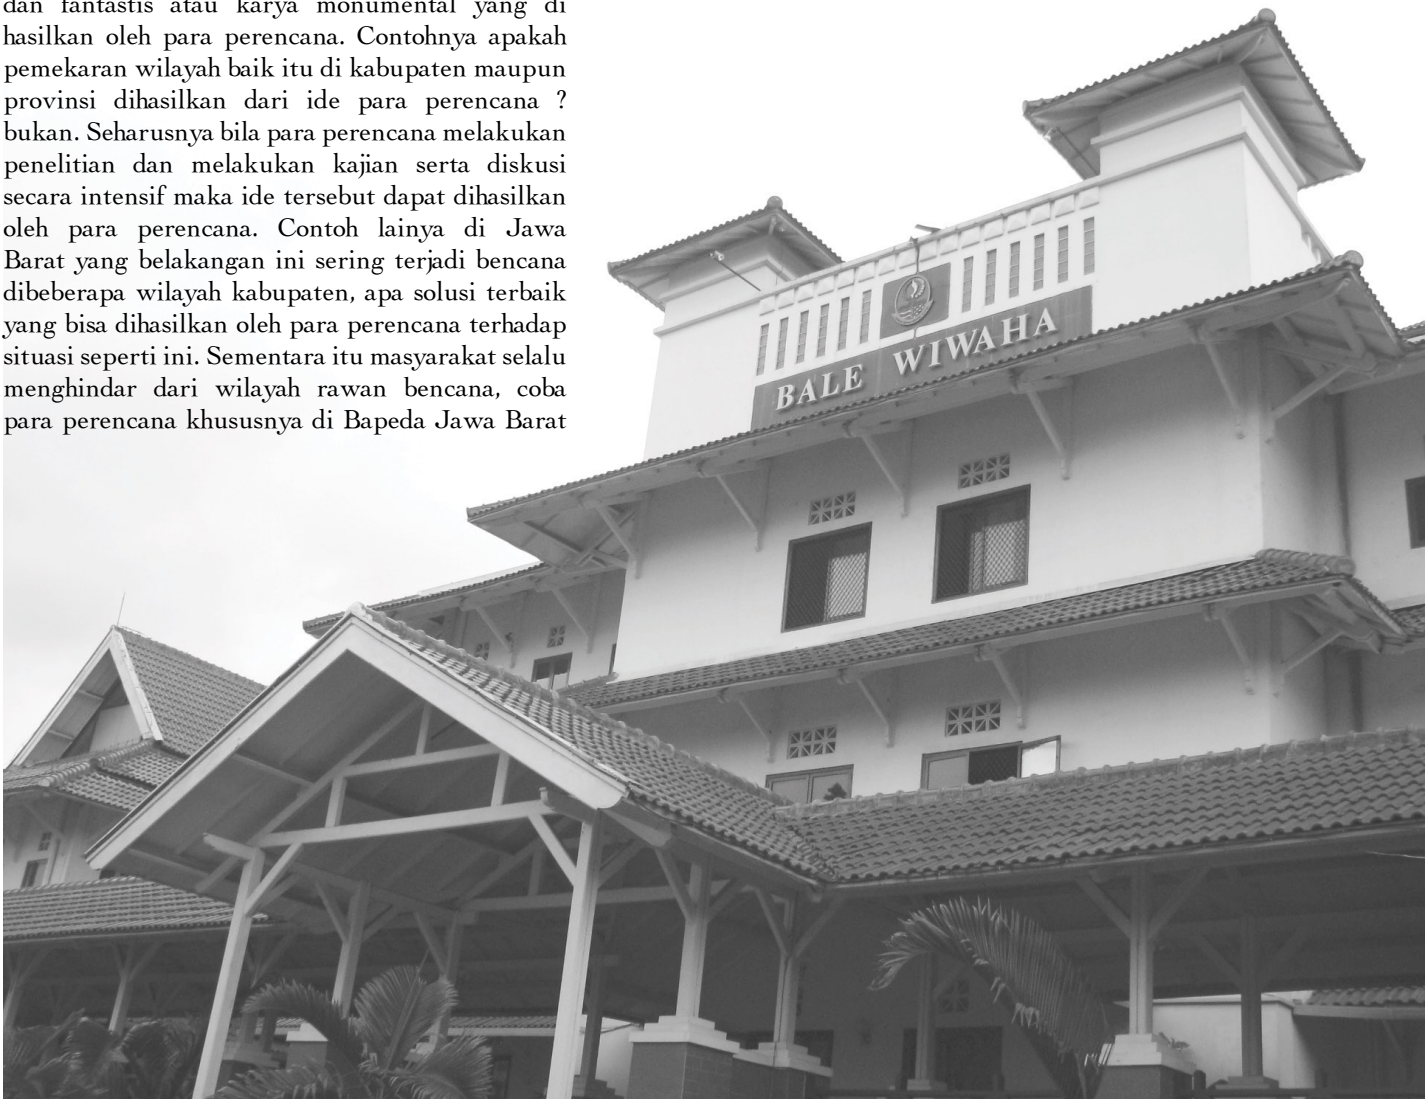 dan fantastis atau karya monumental yang di
hasilkan oleh para perencana. Contohnya apakah
pemekaran wilayah baik itu di kabupaten maupun
provinsi dihasilkan dari ide para perencana ?
bukan. Seharusnya bila para perencana melakukan
penelitian dan melakukan kajian serta diskusi
secara intensif maka ide tersebut dapat dihasilkan
oleh para perencana. Contoh lainya di Jawa
Barat yang belakangan ini sering terjadi bencana
dibeberapa wilayah kabupaten, apa solusi terbaik
yang bisa dihasilkan oleh para perencana terhadap
situasi seperti ini. Sementara itu masyarakat selalu
menghindar dari wilayah rawan bencana, coba
para perencana khususnya di Bapeda Jawa Barat
BALE WIWAHA